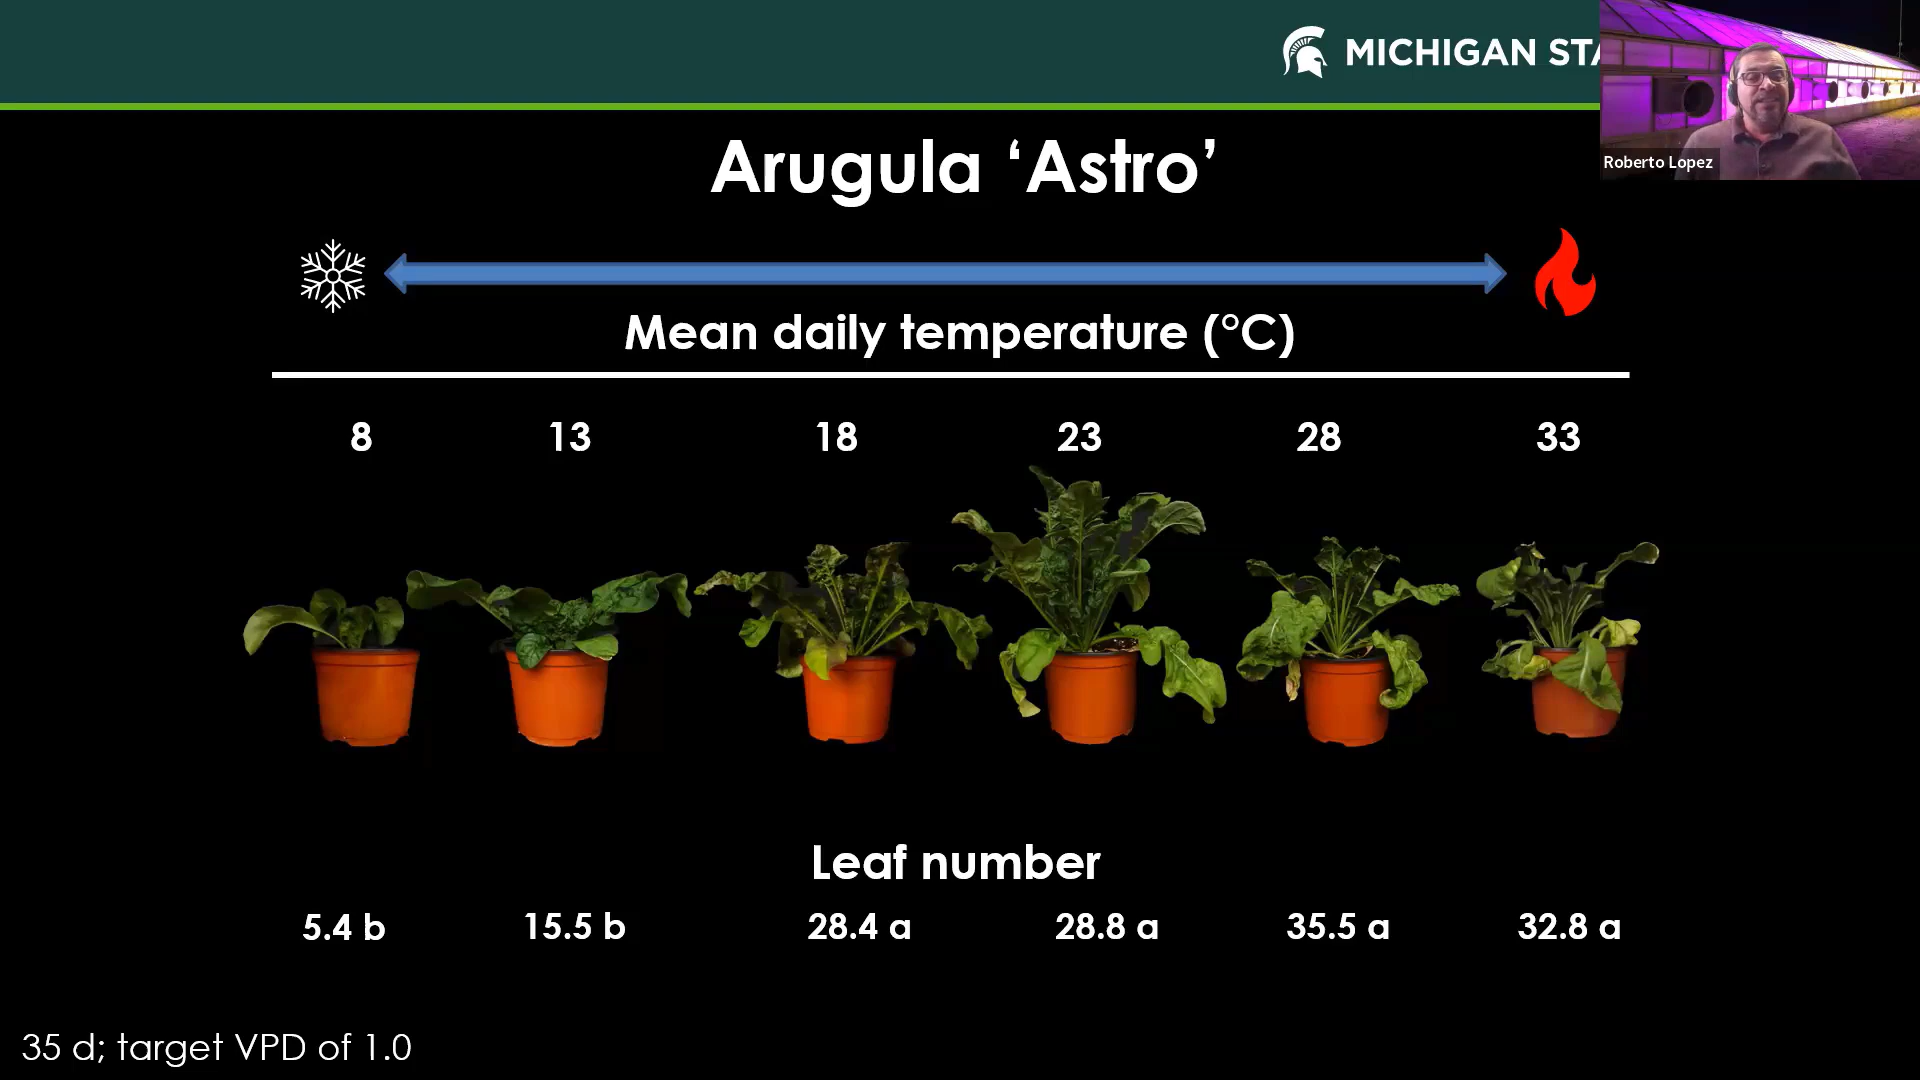 MICHIGAN STA
Roberto Lopez
Arugula ‘Astro’
Mean daily temperature (°C)
8 13 18 23 28 33
Leaf number
5.4 b 15.5 b 28.4 a 28.8 a 35.5 a 32.8 a
35 d; target VPD of 1.0